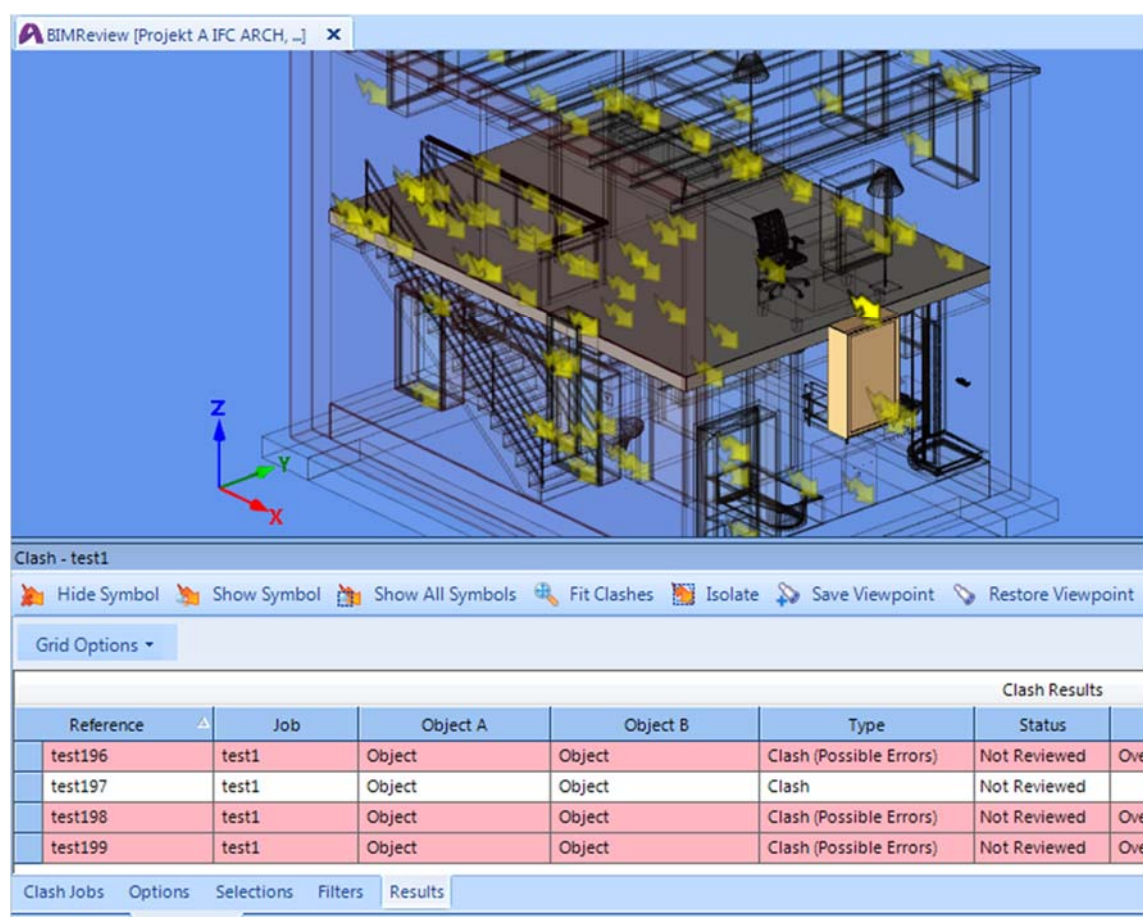 BIMReview [Projekt A IFC ARCH, ...] X
Z
Y
X
Clash - test1
Hide Symbol Show Symbol Show All Symbols Fit Clashes Isolate Save Viewpoint Restore Viewpoint
Grid Options
Clash Results
Reference Job Object A Object B Type Status
test196 test1 Object Object Clash (Possible Errors) Not Reviewed Ove
test197 test1 Object Object Clash Not Reviewed
test198 test1 Object Object Clash (Possible Errors) Not Reviewed Ove
test199 test1 Object Object Clash (Possible Errors) Not Reviewed Ove
Clash Jobs Options Selections Filters Results